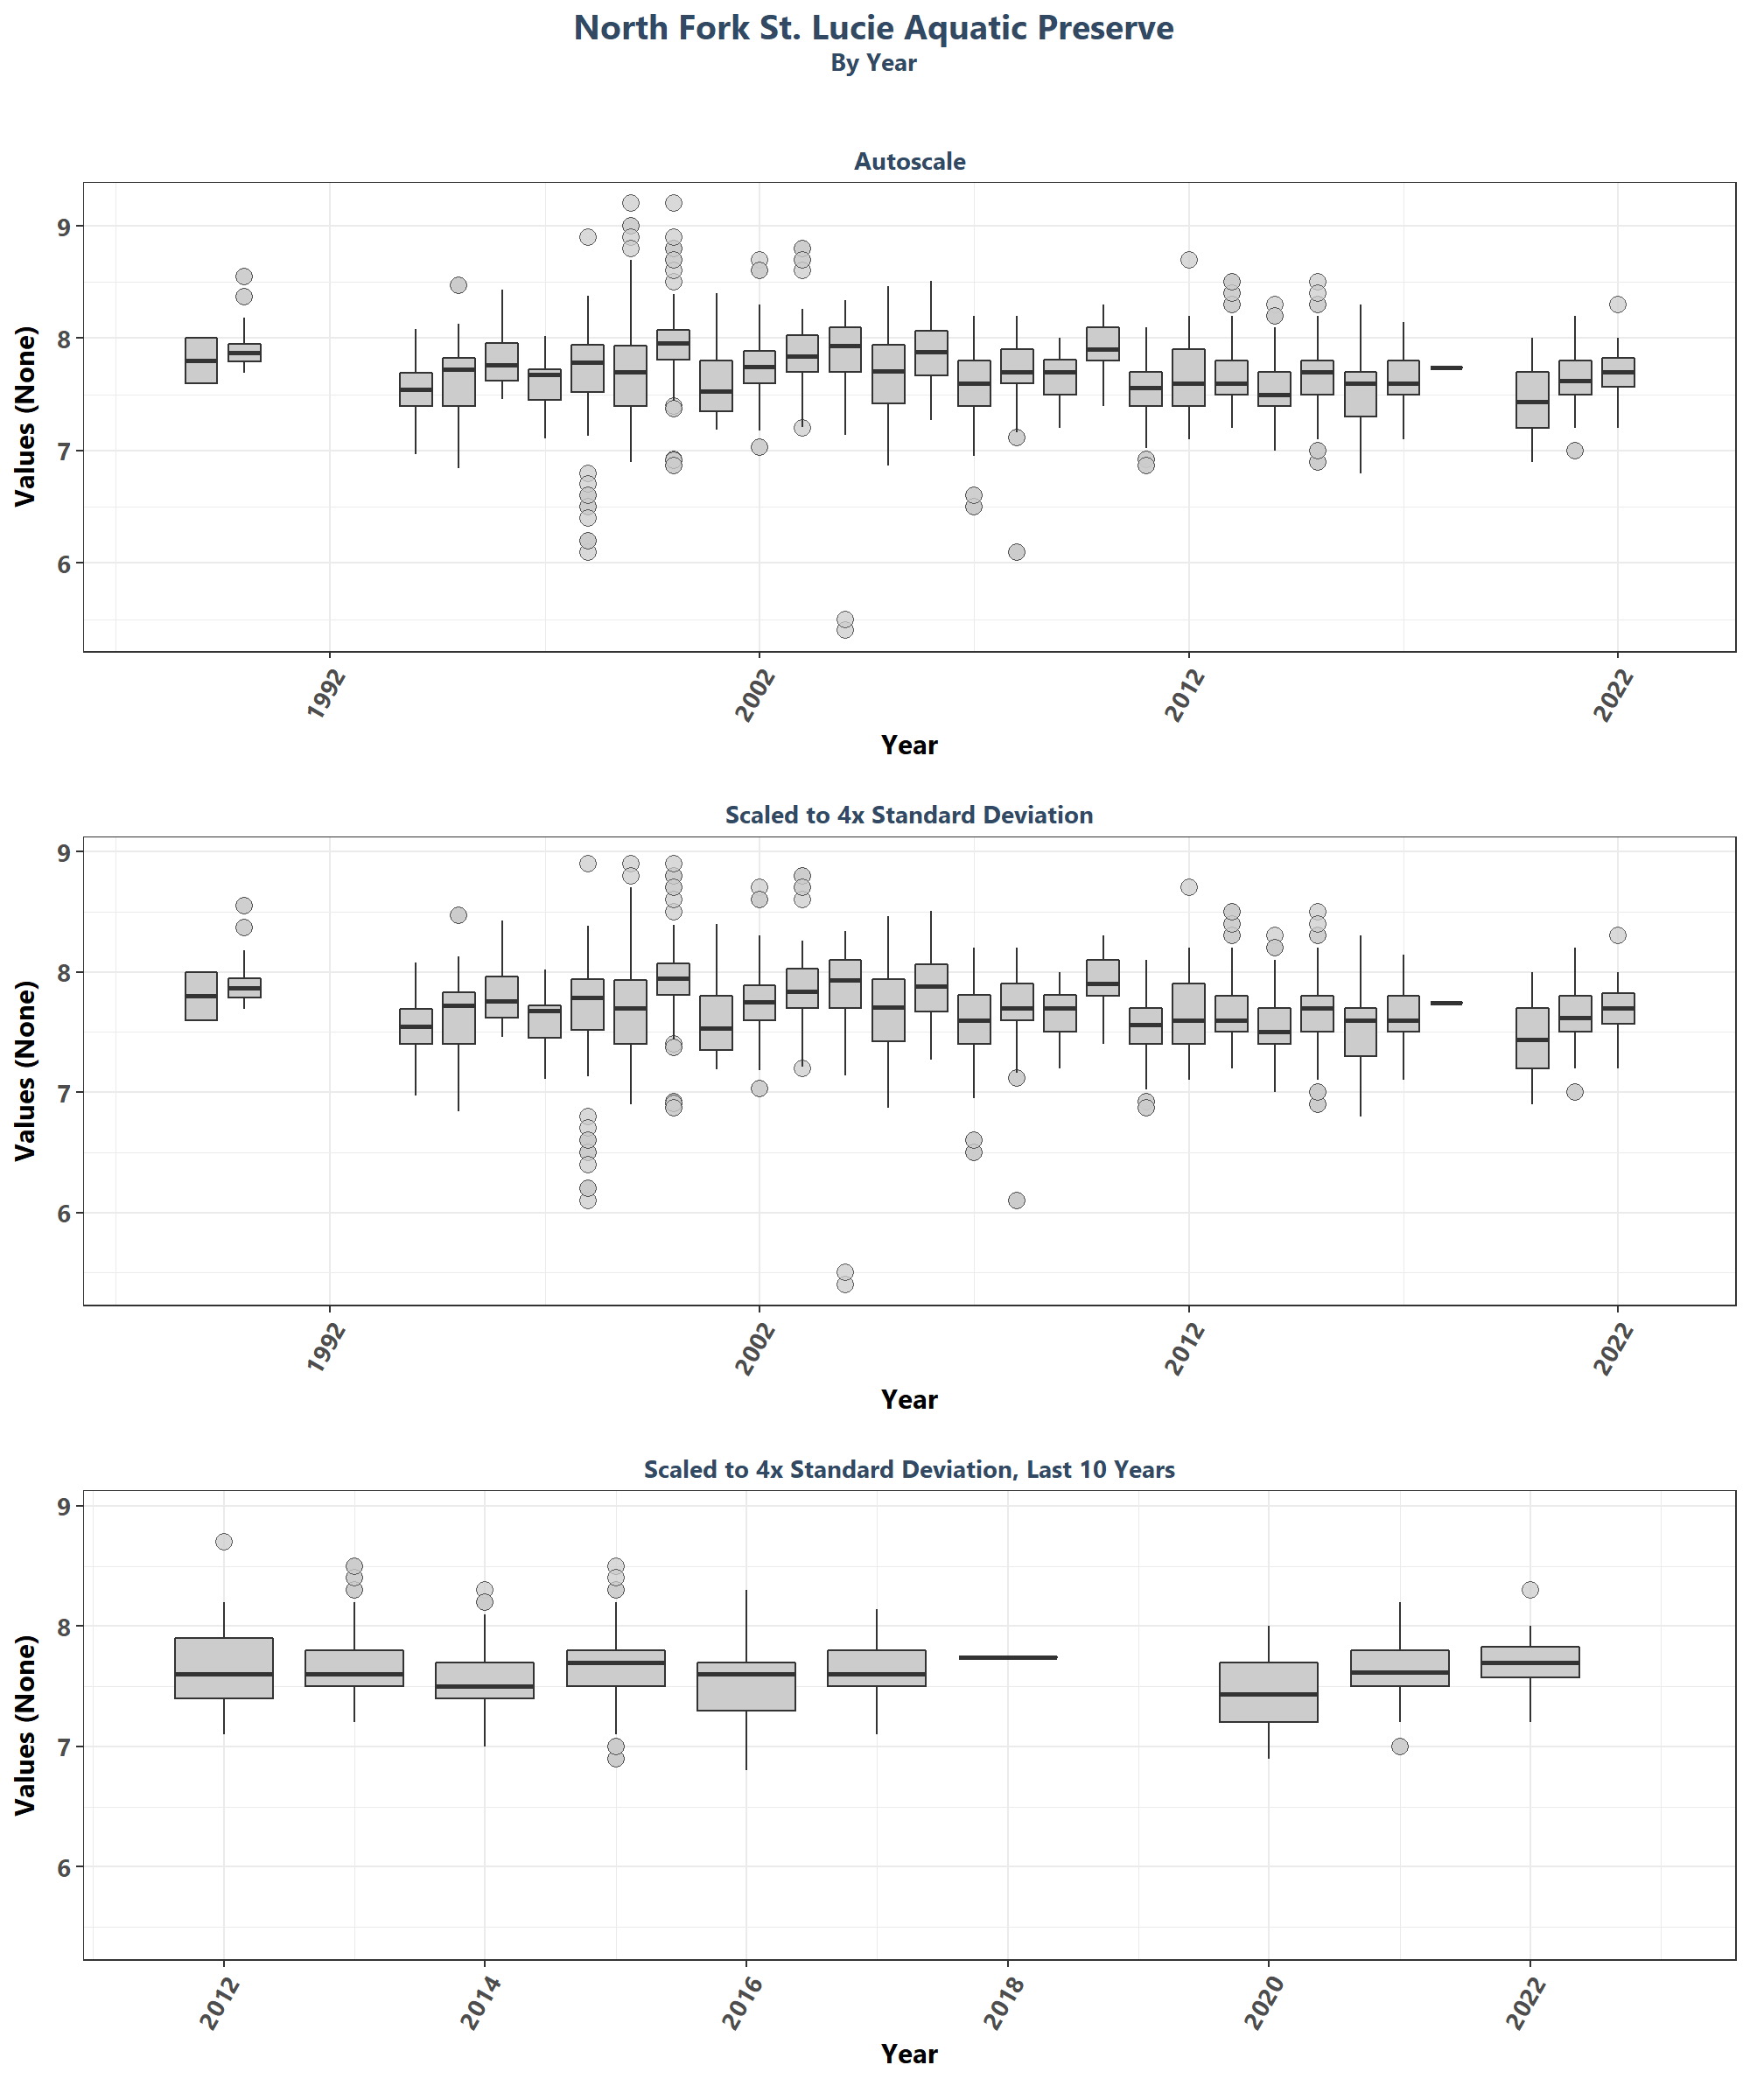 North Fork St. Lucie Aquatic Preserve
By Year
Autoscale
Values (None)
9
8
7
6
1992
2002
2012
2022
Year
Scaled to 4x Standard Deviation
Values (None)
9
8
7
6
1992
2002
2012
2022
Year
Scaled to 4x Standard Deviation, Last 10 Years
Values (None)
9
8
7
6
2012
2014
2016
2018
2020
2022
Year